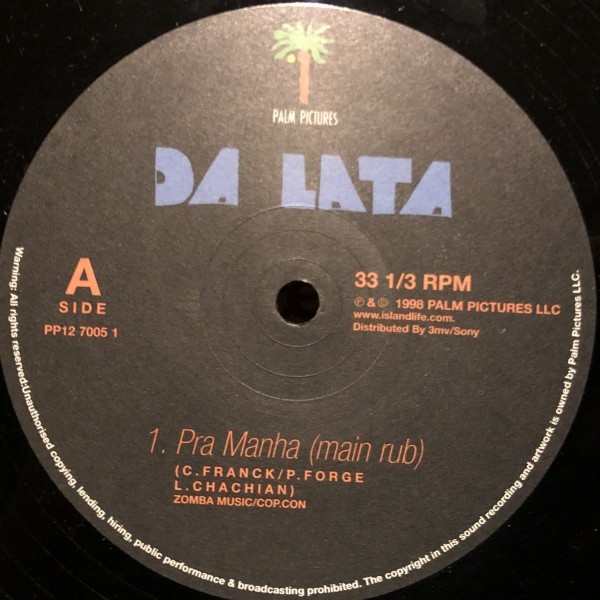 PALM PICTURES
DA LATA
A
SIDE
PP12 7005 1
33 1/3 RPM
℗ & © 1998 PALM PICTURES LLC
www.islandlife.com.
Distributed By 3mv/Sony
1. Pra Manha (main rub)
(C.FRANCK/P.FORGE
L.CHACHIAN)
ZOMBA MUSIC/COP.CON
Warning: All rights reserved:Unauthorised copying, lending, hiring, public performance & broadcasting prohibited. The copyright in this sound recording and artwork is owned by Palm Pictures LLC.